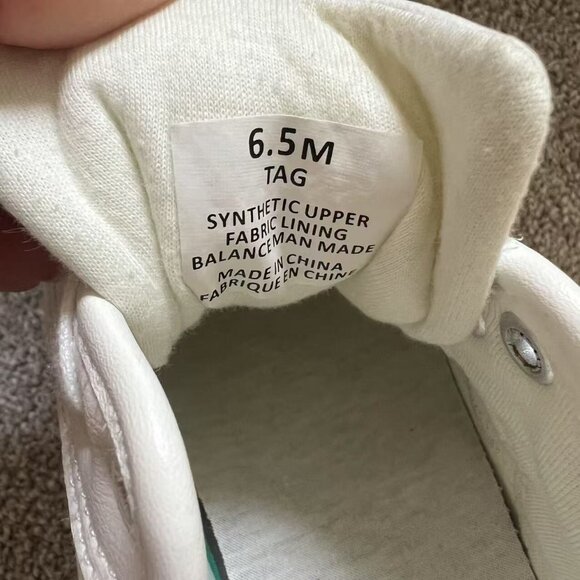 6.5M
TAG
SYNTHETIC UPPER
FABRIC LINING
BALANCEMAN MADE
MADE IN CHINA
FABRIQUE EN CHINE